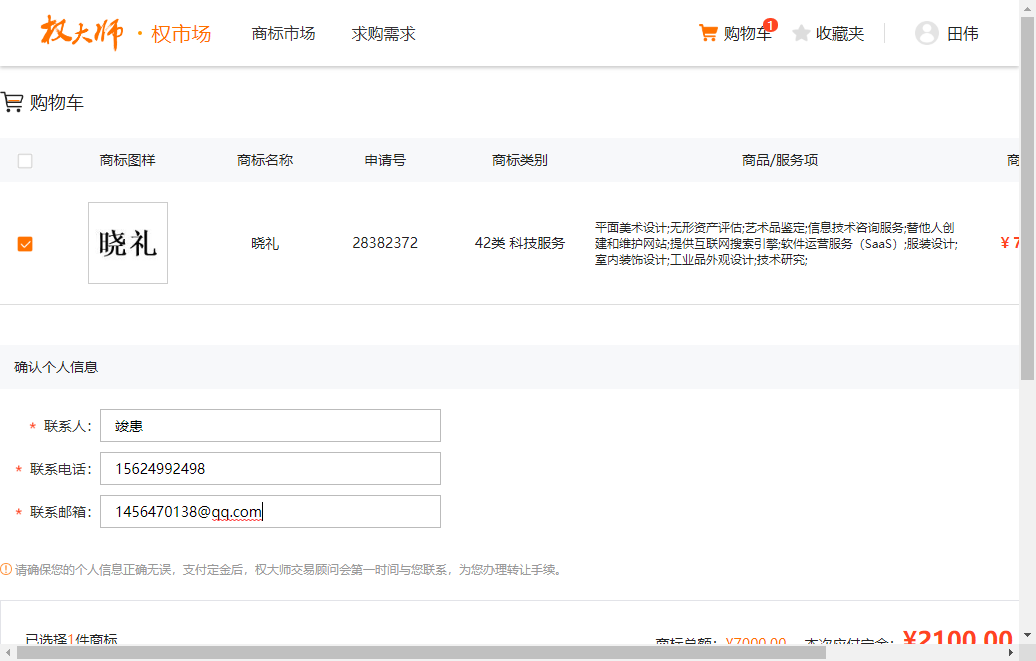 权大师·权市场 商标市场 求购需求 购物车 1 收藏夹 田伟
购物车
商标图样 商标名称 申请号 商标类别 商品/服务项 商
晓礼 晓礼 28382372 42类 科技服务
平面美术设计;无形资产评估;艺术品鉴定;信息技术咨询服务;替他人创
建和维护网站;提供互联网搜索引擎;软件运营服务（SaaS）;服装设计;
室内装饰设计;工业品外观设计;技术研究;
¥ 7
确认个人信息
* 联系人： 竣患
* 联系电话： 15624992498
* 联系邮箱： 1456470138@qq.com
请确保您的个人信息正确无误，支付定金后，权大师交易顾问会第一时间与您联系，为您办理转让手续。
已选择1件商标 商标总额：¥7000.00 本次应付定金：¥2100.00